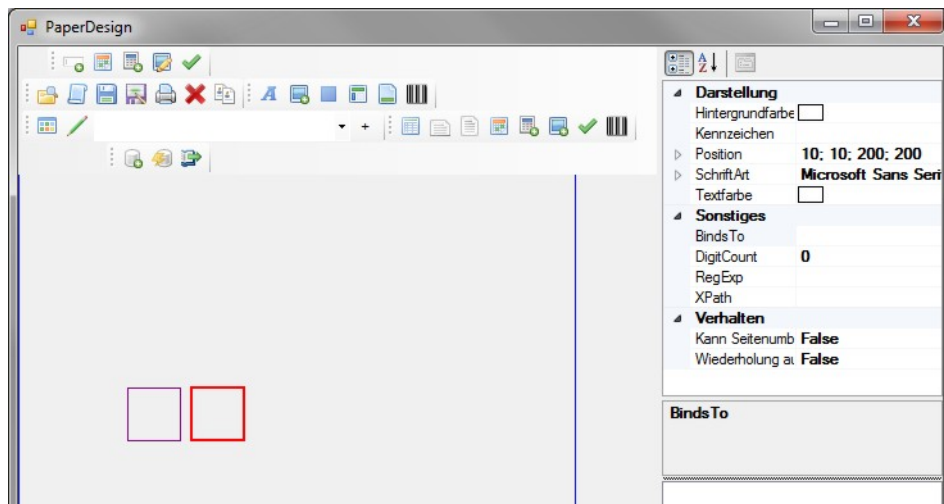 PaperDesign
Darstellung
Hintergrundfarbe
Kennzeichen
Position 10; 10; 200; 200
SchriftArt Microsoft Sans Seri
Textfarbe
Sonstiges
BindsTo
DigitCount 0
RegExp
XPath
Verhalten
Kann Seitenumb False
Wiederholung au False
BindsTo